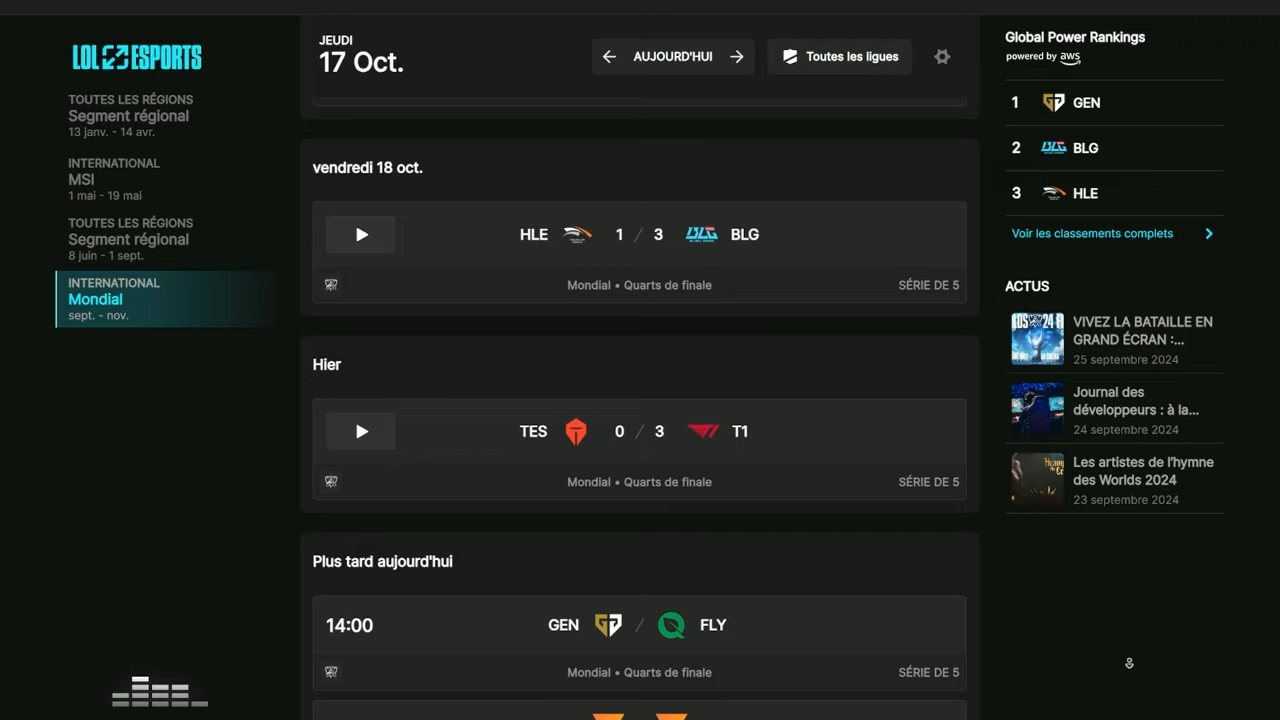 LOL ESPORTS
TOUTES LES RÉGIONS
Segment régional
13 janv. - 14 avr.
INTERNATIONAL
MSI
1 mai - 19 mai
TOUTES LES RÉGIONS
Segment régional
8 juin - 1 sept.
INTERNATIONAL
Mondial
sept. - nov.
JEUDI
17 Oct.
AUJOURD'HUI
Toutes les ligues
vendredi 18 oct.
HLE 1 / 3 BLG
Mondial • Quarts de finale
SÉRIE DE 5
Hier
TES 0 / 3 T1
Mondial • Quarts de finale
SÉRIE DE 5
Plus tard aujourd'hui
14:00
GEN / FLY
Mondial • Quarts de finale
SÉRIE DE 5
Global Power Rankings
powered by aws
1 GEN
2 BLG
3 HLE
Voir les classements complets
ACTUS
VIVEZ LA BATAILLE EN
GRAND ÉCRAN :...
25 septembre 2024
Journal des
développeurs : à la...
24 septembre 2024
Les artistes de l'hymne
des Worlds 2024
23 septembre 2024